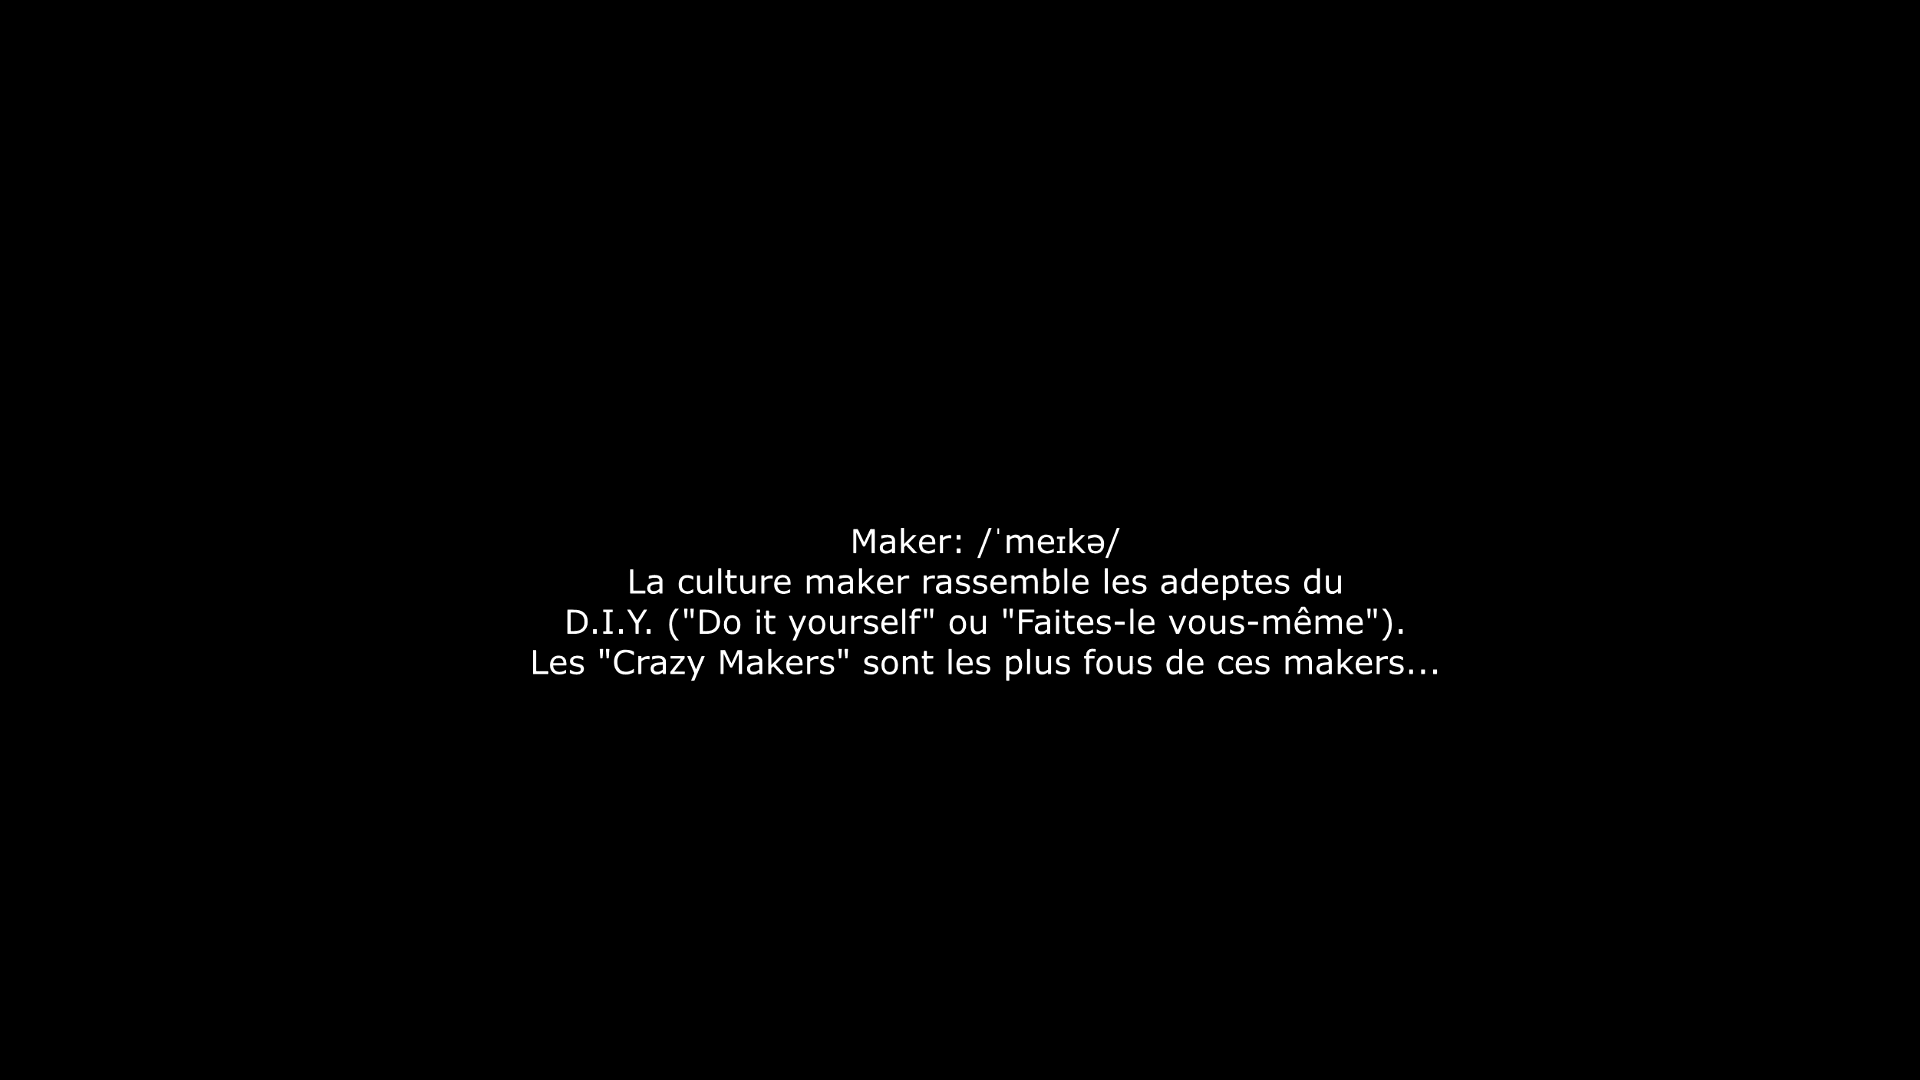 Maker: /ˈmeɪkə/
La culture maker rassemble les adeptes du
D.I.Y. ("Do it yourself" ou "Faites-le vous-même").
Les "Crazy Makers" sont les plus fous de ces makers...